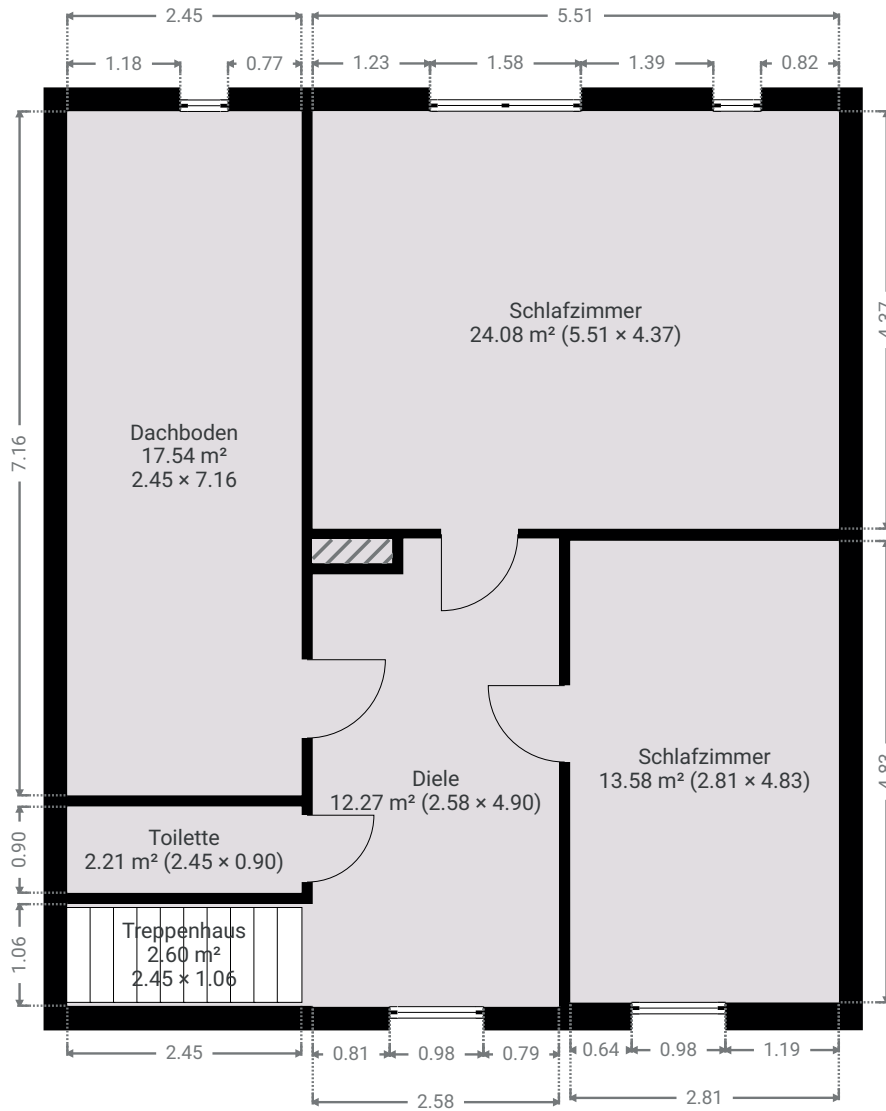 2.45
5.51
1.18
0.77
1.23
1.58
1.39
0.82
Schlafzimmer
24.08 m² (5.51 × 4.37)
4.37
Dachboden
17.54 m²
2.45 × 7.16
7.16
Schlafzimmer
13.58 m² (2.81 × 4.83)
4.83
Diele
12.27 m² (2.58 × 4.90)
Toilette
2.21 m² (2.45 × 0.90)
0.90
Treppenhaus
2.60 m²
2.45 × 1.06
1.06
2.45
0.81
0.98
0.79
0.64
0.98
1.19
2.58
2.81